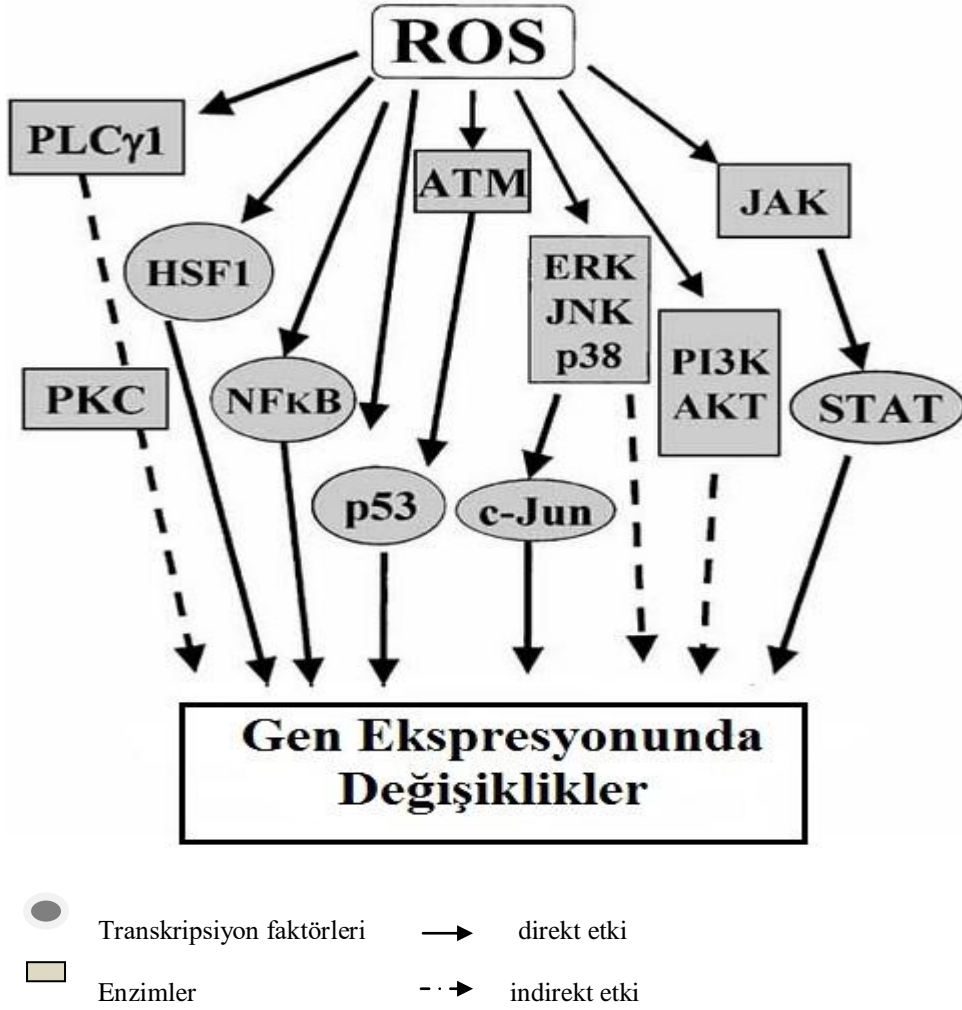 ROS
PLCγ1
ATM
JAK
HSF1
ERK
JNK
p38
PI3K
AKT
PKC
NFκB
STAT
p53
c-Jun
Gen Ekspresyonunda
Değişiklikler
Transkripsiyon faktörleri
direkt etki
Enzimler
indirekt etki